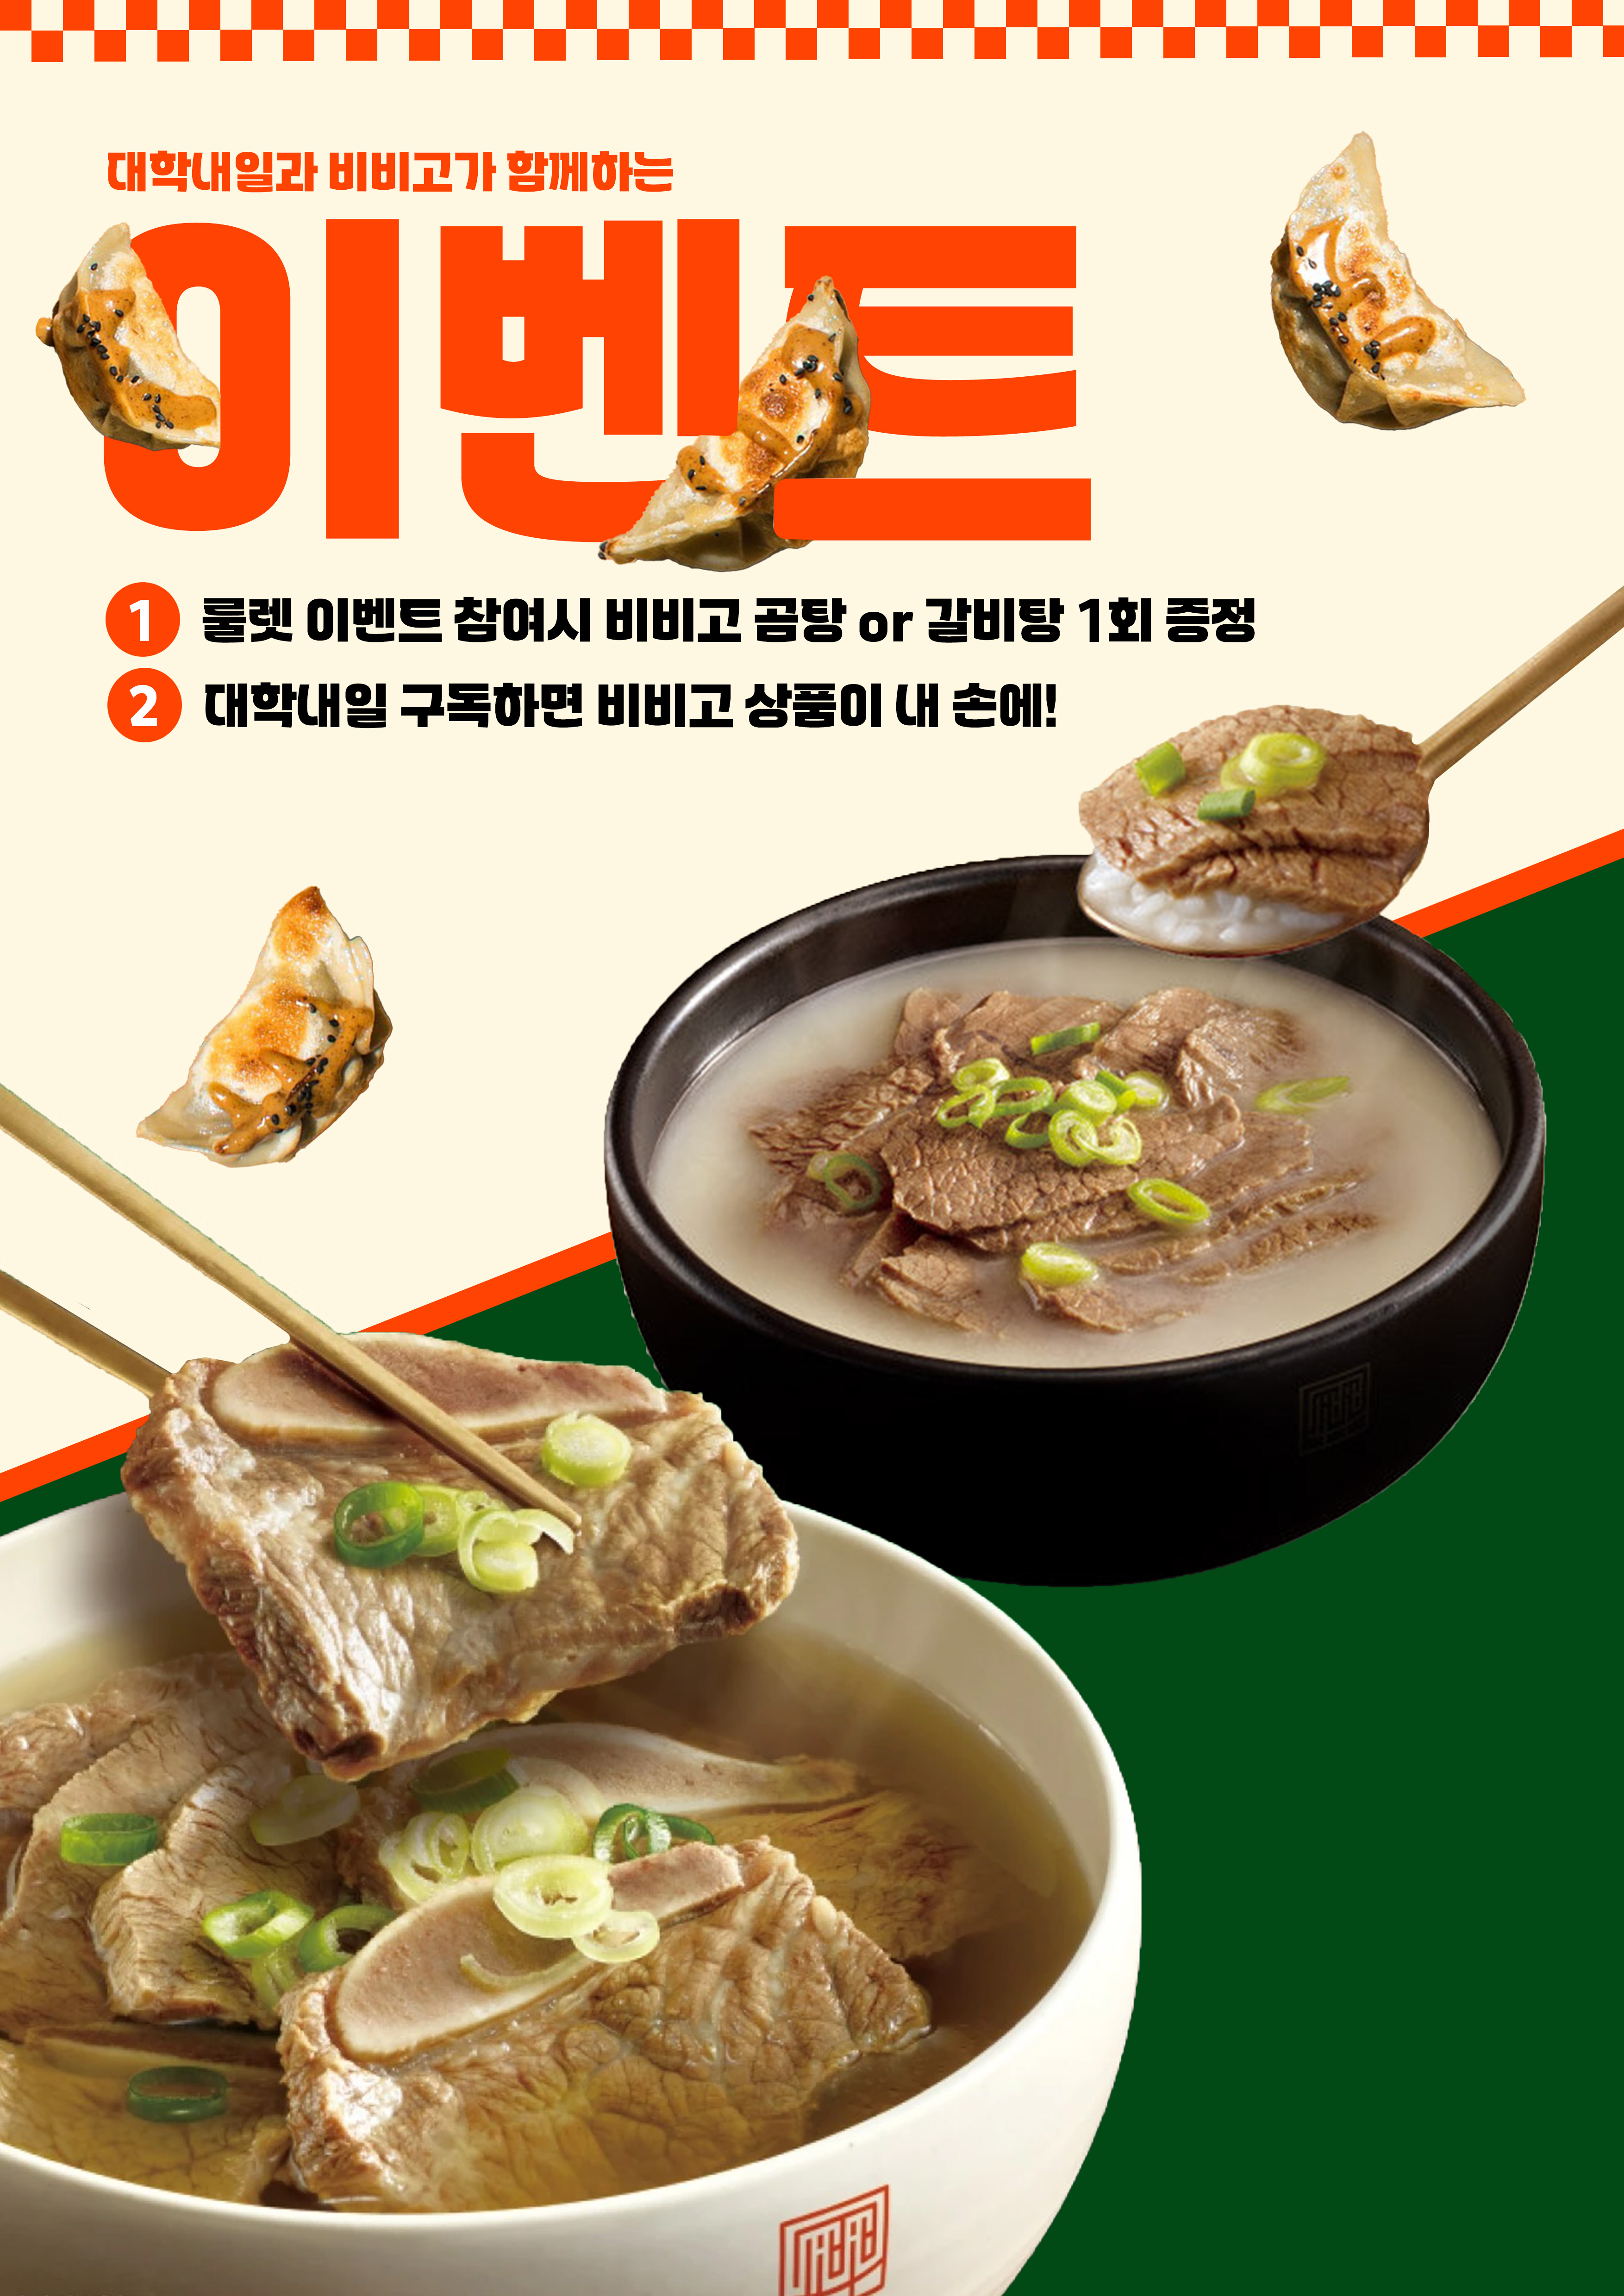 대학내일과 비비고가 함께하는
이벤트
1 룰렛 이벤트 참여시 비비고 곰탕 or 갈비탕 1회 증정
2 대학내일 구독하면 비비고 상품이 내 손에!